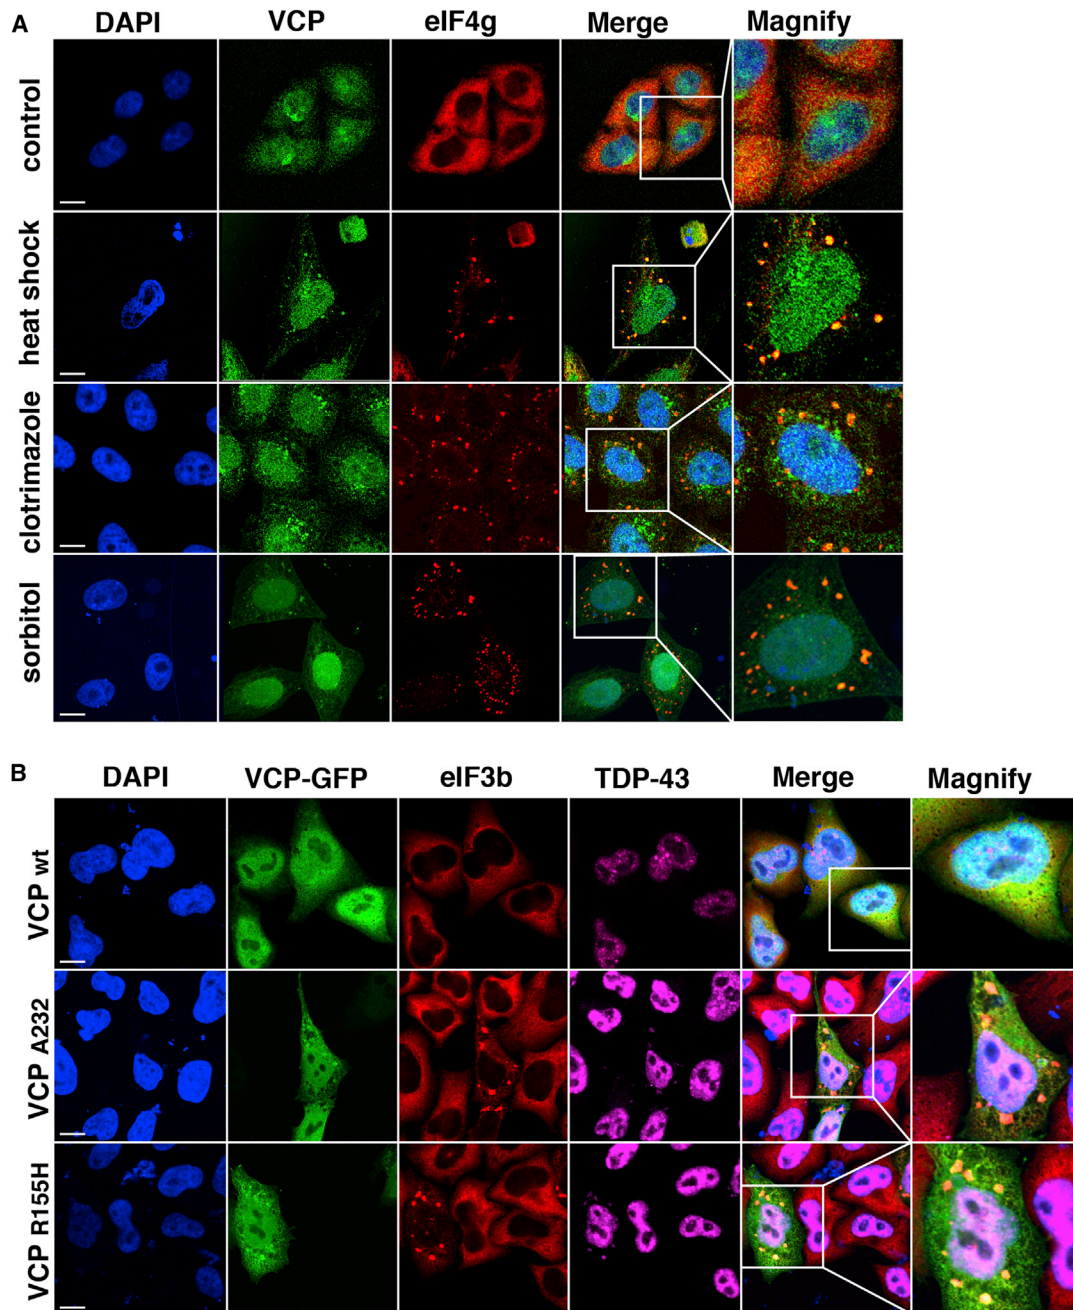 A DAPI VCP eIF4g Merge Magnify
control
heat shock
clotrimazole
sorbitol
B DAPI VCP-GFP eIF3b TDP-43 Merge Magnify
VCP wt
VCP A232
VCP R155H